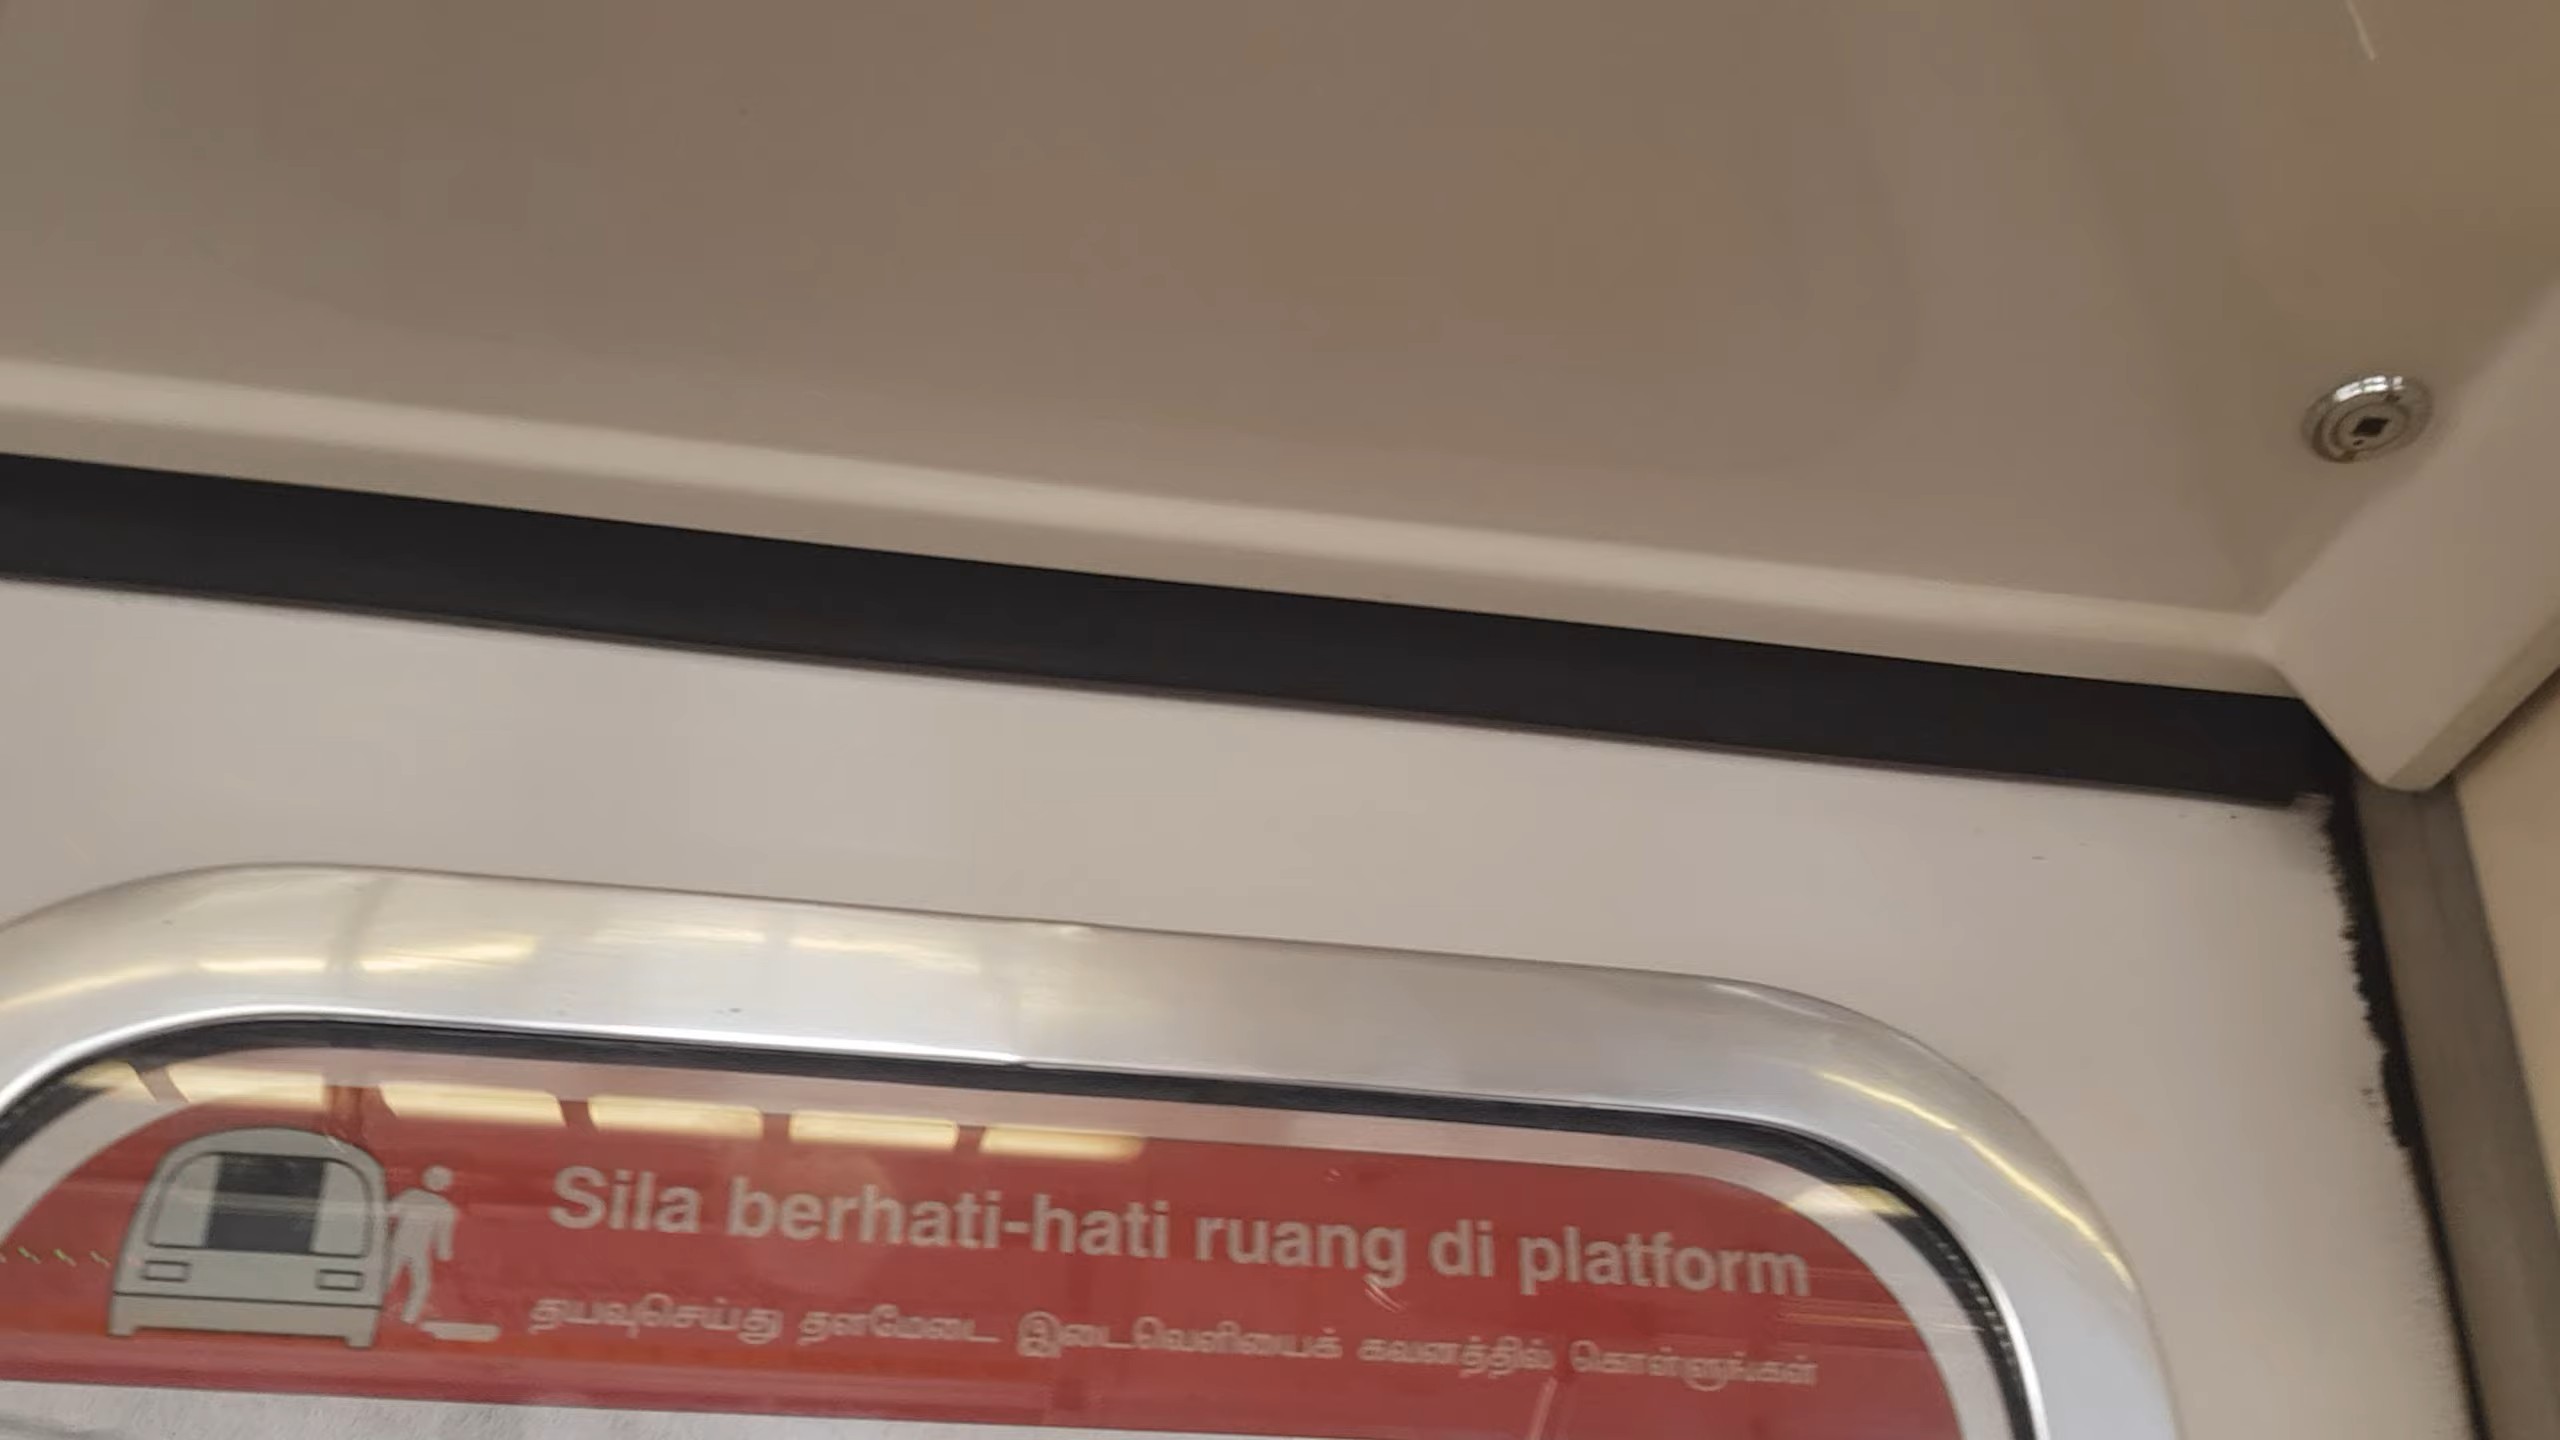 Sila berhati-hati ruang di platform
தயவுசெய்து தளமேடை இடைவெளியைக் கவனத்தில் கொள்ளுங்கள்